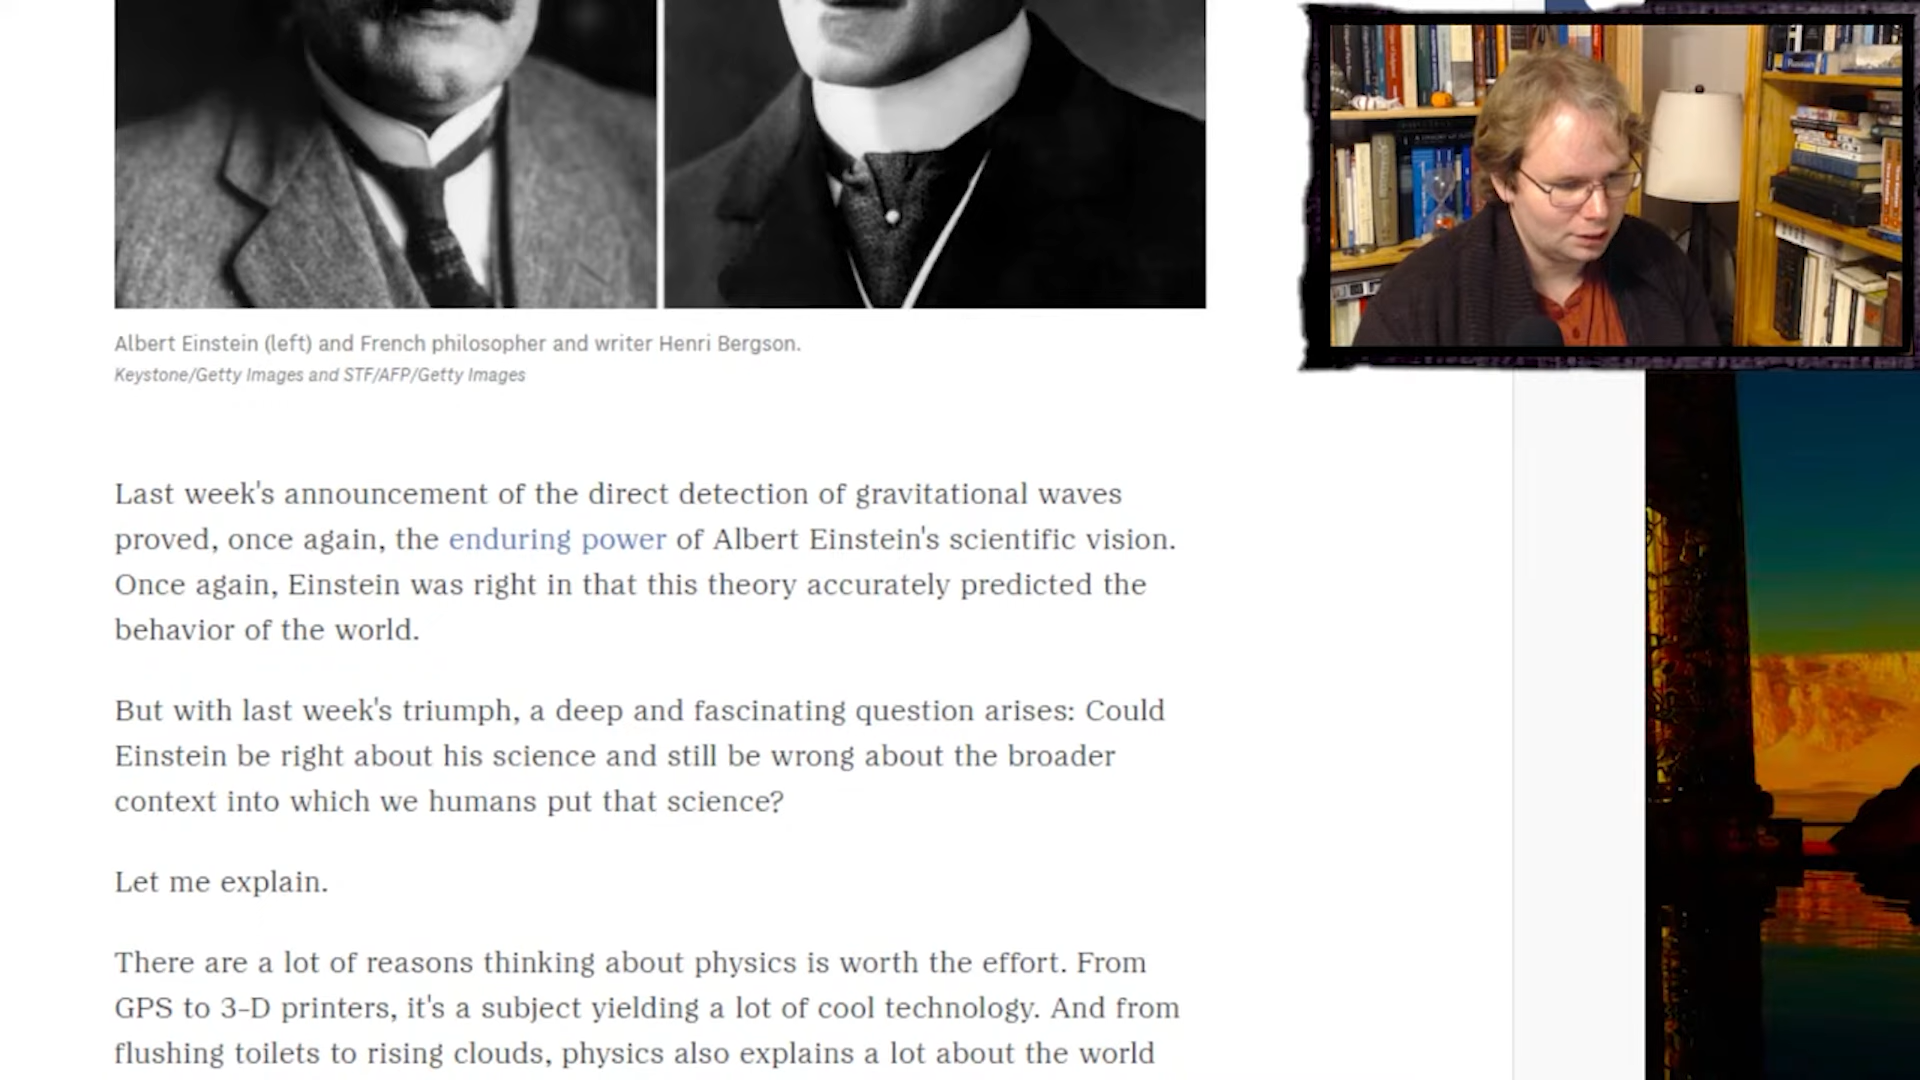 Albert Einstein (left) and French philosopher and writer Henri Bergson.
Keystone/Getty Images and STF/AFP/Getty Images
Last week's announcement of the direct detection of gravitational waves
proved, once again, the enduring power of Albert Einstein's scientific vision.
Once again, Einstein was right in that this theory accurately predicted the
behavior of the world.
But with last week's triumph, a deep and fascinating question arises: Could
Einstein be right about his science and still be wrong about the broader
context into which we humans put that science?
Let me explain.
There are a lot of reasons thinking about physics is worth the effort. From
GPS to 3-D printers, it's a subject yielding a lot of cool technology. And from
flushing toilets to rising clouds, physics also explains a lot about the world
Russian